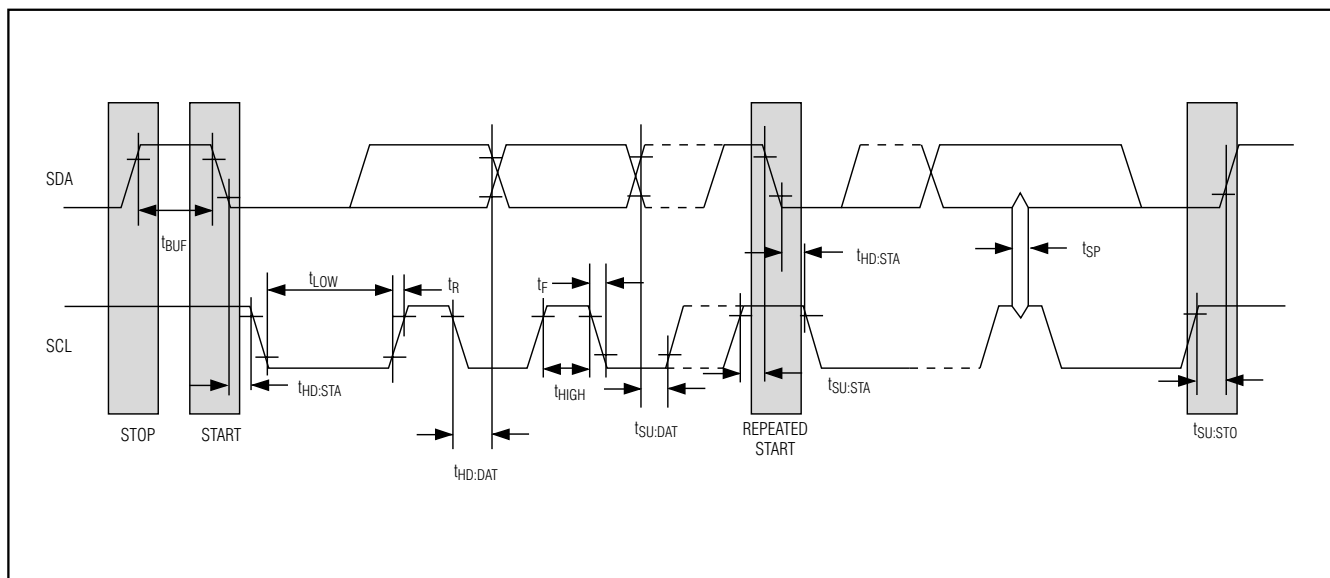 SDA
tBUF
tLOW
tR
tF
tHD:STA
tSP
SCL
tHD:STA
tHIGH
tSU:DAT
tSU:STA
tSU:STO
STOP
START
REPEATED
START
tHD:DAT